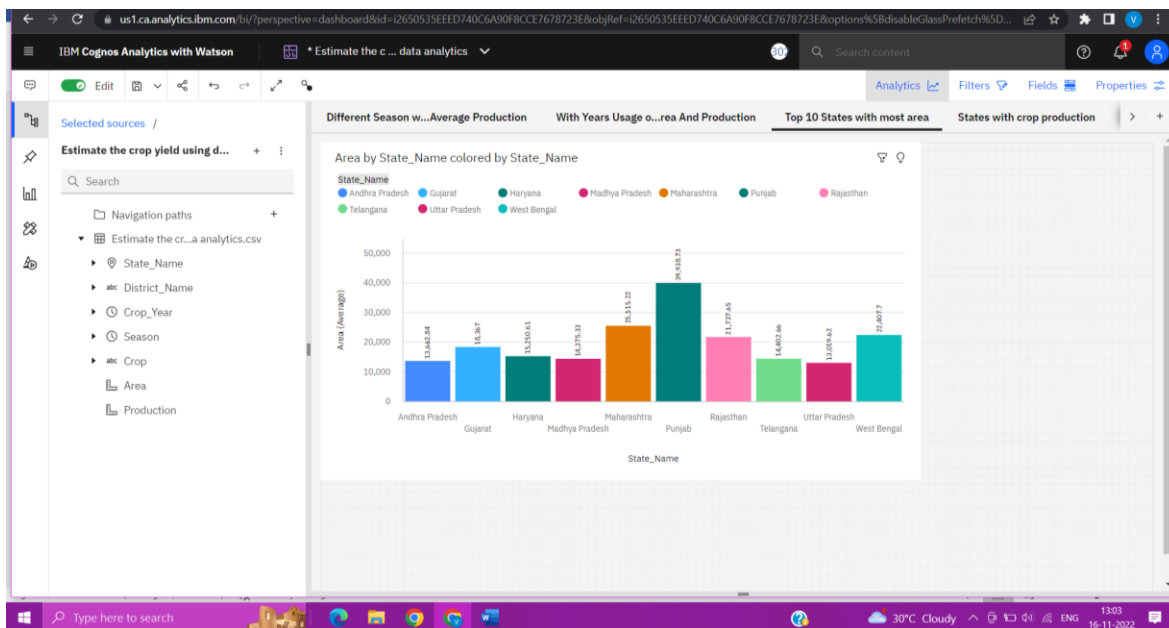 us1.ca.analytics.ibm.com/bi/?perspective=dashboard&id=i2650535EEED740C6A90F8CCE7678723E&objRef=i2650535EEED740C6A90F8CCE7678723E&options%5BdisableGlassPrefetch%5D...
V
IBM Cognos Analytics with Watson
* Estimate the c ... data analytics
30
Search content
Edit
Analytics
Filters
Fields
Properties
Selected sources /
Different Season w...Average Production
With Years Usage o...rea And Production
Top 10 States with most area
States with crop production
Estimate the crop yield using d...
Search
Navigation paths
Estimate the cr...a analytics.csv
State_Name
abc District_Name
Crop_Year
Season
abc Crop
Area
Production
Area by State_Name colored by State_Name
State_Name
Andhra Pradesh Gujarat Haryana Madhya Pradesh Maharashtra Punjab Rajasthan
Telangana Uttar Pradesh West Bengal
Area (Average)
50,000
40,000
30,000
20,000
10,000
0
13,662.84
18,367
15,250.61
14,375.33
25,515.22
39,938.73
21,737.65
14,402.66
13,019.62
22,407.7
Andhra Pradesh Haryana Maharashtra Rajasthan Uttar Pradesh
Gujarat Madhya Pradesh Punjab Telangana West Bengal
State_Name
Type here to search
30°C Cloudy
ENG
13:03
16-11-2022